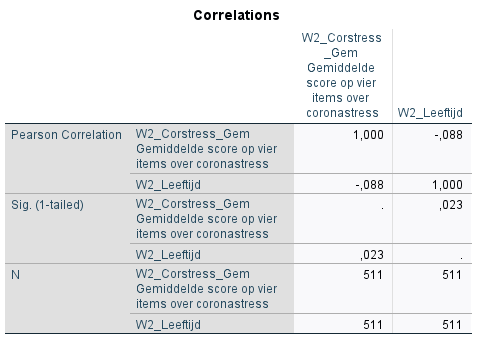 Correlations
W2_Corstress
_Gem
Gemiddelde
score op vier
items over
coronastress
W2_Leeftijd
Pearson Correlation
W2_Corstress_Gem
Gemiddelde score op vier
items over coronastress
1,000
-,088
W2_Leeftijd
-,088
1,000
Sig. (1-tailed)
W2_Corstress_Gem
Gemiddelde score op vier
items over coronastress
.
,023
W2_Leeftijd
,023
.
N
W2_Corstress_Gem
Gemiddelde score op vier
items over coronastress
511
511
W2_Leeftijd
511
511